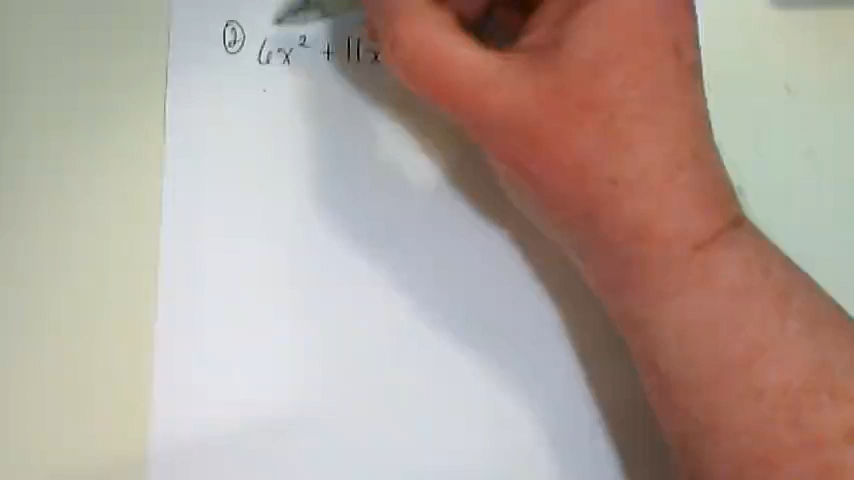 ② 6x² + 11x